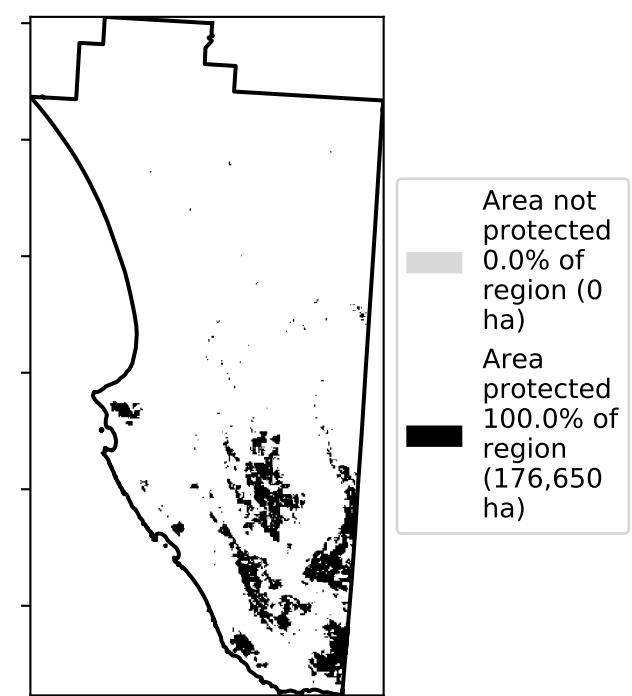 Area not
protected
0.0% of
region (0
ha)
Area
protected
100.0% of
region
(176,650
ha)